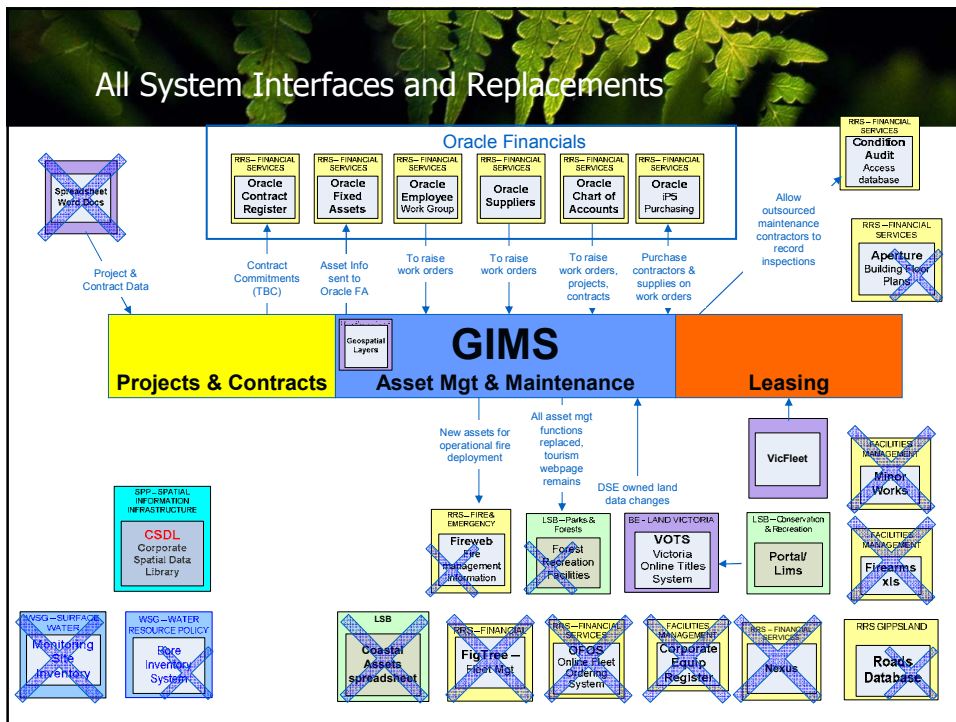 All System Interfaces and Replacements
Oracle Financials
Spreadsheet
Word Docs
RRS – FINANCIAL
SERVICES
Oracle
Contract
Register
RRS – FINANCIAL
SERVICES
Oracle
Fixed
Assets
RRS – FINANCIAL
SERVICES
Oracle
Employee
Work Group
RRS – FINANCIAL
SERVICES
Oracle
Suppliers
RRS – FINANCIAL
SERVICES
Oracle
Chart of
Accounts
RRS – FINANCIAL
SERVICES
Oracle
iP5
Purchasing
RRS – FINANCIAL
SERVICES
Condition
Audit
Access
database
RRS – FINANCIAL
SERVICES
Aperture
Building Floor
Plans
Project &
Contract Data
Contract
Commitments
(TBC)
Asset Info
sent to
Oracle FA
To raise
work orders
To raise
work orders
To raise
work orders,
projects,
contracts
Purchase
contractors &
supplies on
work orders
Allow
outsourced
maintenance
contractors to
record
inspections
Geospatial
Layers
GIMS
Projects & Contracts
Asset Mgt & Maintenance
Leasing
New assets for
operational fire
deployment
All asset mgt
functions
replaced,
tourism
webpage
remains
DSE owned land
data changes
VicFleet
FACILITIES
MANAGEMENT
Minor
Works
SPP – SPATIAL
INFORMATION
INFRASTRUCTURE
CSDL
Corporate
Spatial Data
Library
RRS – FIRE &
EMERGENCY
Fireweb
Fire
management
information
LSB – Parks &
Forests
Forest
Recreation
Facilities
BE - LAND VICTORIA
VOTS
Victoria
Online Titles
System
LSB – Conservation
& Recreation
Portal/
Lims
FACILITIES
MANAGEMENT
Firearms
xls
WSG – SURFACE
WATER
Monitoring
Site
Inventory
WSG – WATER
RESOURCE POLICY
Bore
Inventory
System
LSB
Coastal
Assets
spreadsheet
RRS – FINANCIAL
FigTree –
Fleet Mgt
RRS – FINANCIAL
SERVICES
OFOS
Online Fleet
Ordering
System
FACILITIES
MANAGEMENT
Corporate
Equip
Register
RRS – FINANCIAL
SERVICES
Nexus
RRS GIPPSLAND
Roads
Database